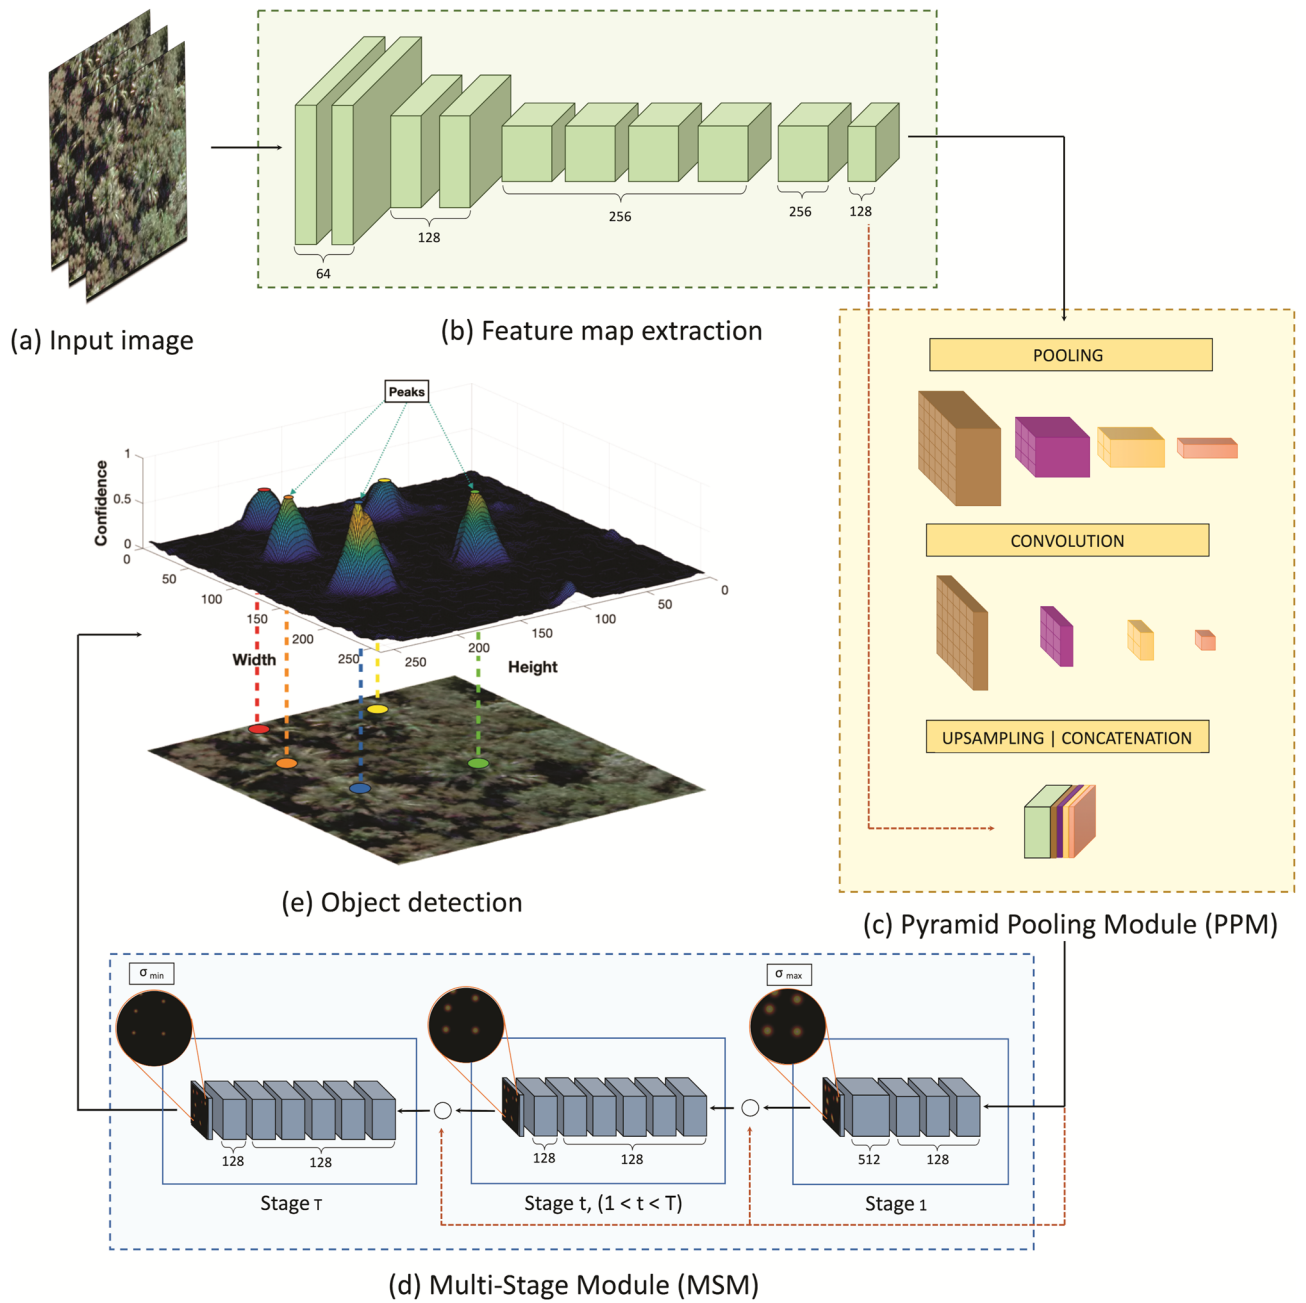 64
128
256
256
128
(a) Input image
(b) Feature map extraction
POOLING
CONVOLUTION
UPSAMPLING | CONCATENATION
(c) Pyramid Pooling Module (PPM)
Peaks
Confidence
1
0.5
0
0
50
100
150
200
250
Width
250
200
150
100
50
0
Height
(e) Object detection
σ min
σ max
128
128
Stage T
128
128
Stage t, (1 < t < T)
512
128
Stage 1
(d) Multi-Stage Module (MSM)